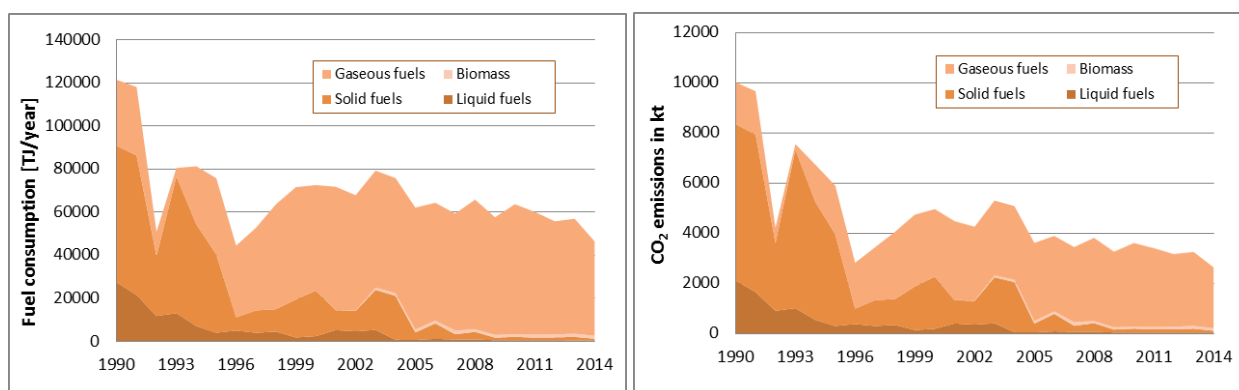 Fuel consumption [TJ/year]
140000
120000
100000
80000
60000
40000
20000
0
Gaseous fuels Biomass
Solid fuels Liquid fuels
1990 1993 1996 1999 2002 2005 2008 2011 2014
CO₂ emissions in kt
12000
10000
8000
6000
4000
2000
0
Gaseous fuels Biomass
Solid fuels Liquid fuels
1990 1993 1996 1999 2002 2005 2008 2011 2014